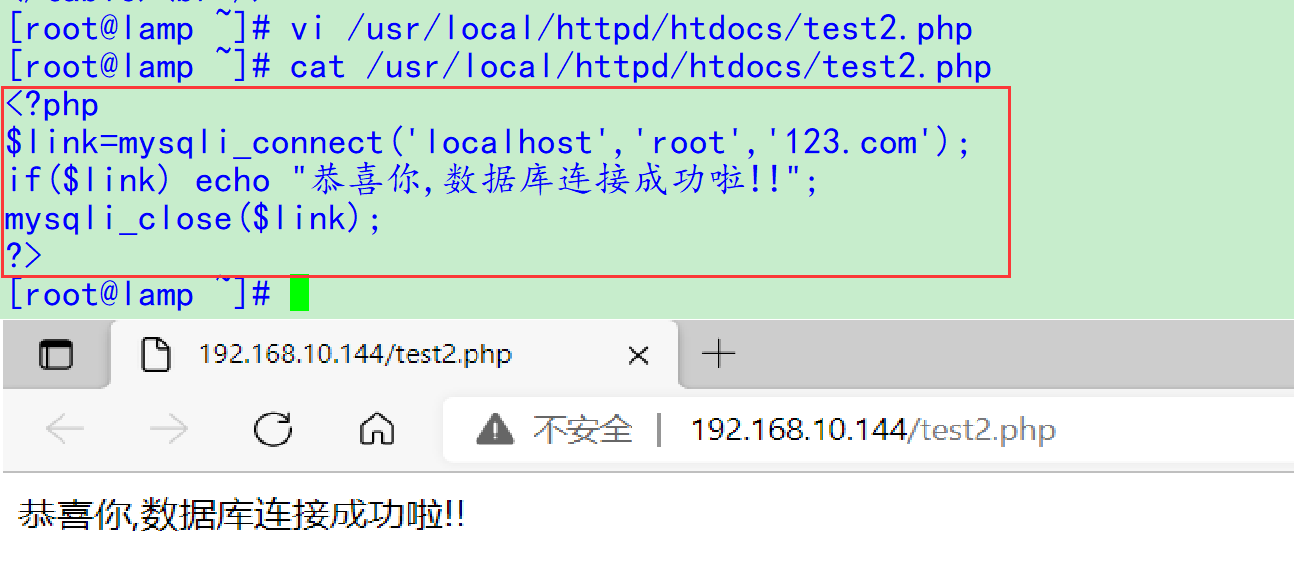 [root@lamp ~]# vi /usr/local/httpd/htdocs/test2.php
[root@lamp ~]# cat /usr/local/httpd/htdocs/test2.php
<?php
$link=mysqli_connect('localhost','root','123.com');
if($link) echo "恭喜你,数据库连接成功啦!!";
mysqli_close($link);
?>
[root@lamp ~]#
192.168.10.144/test2.php
不安全 | 192.168.10.144/test2.php
恭喜你,数据库连接成功啦!!